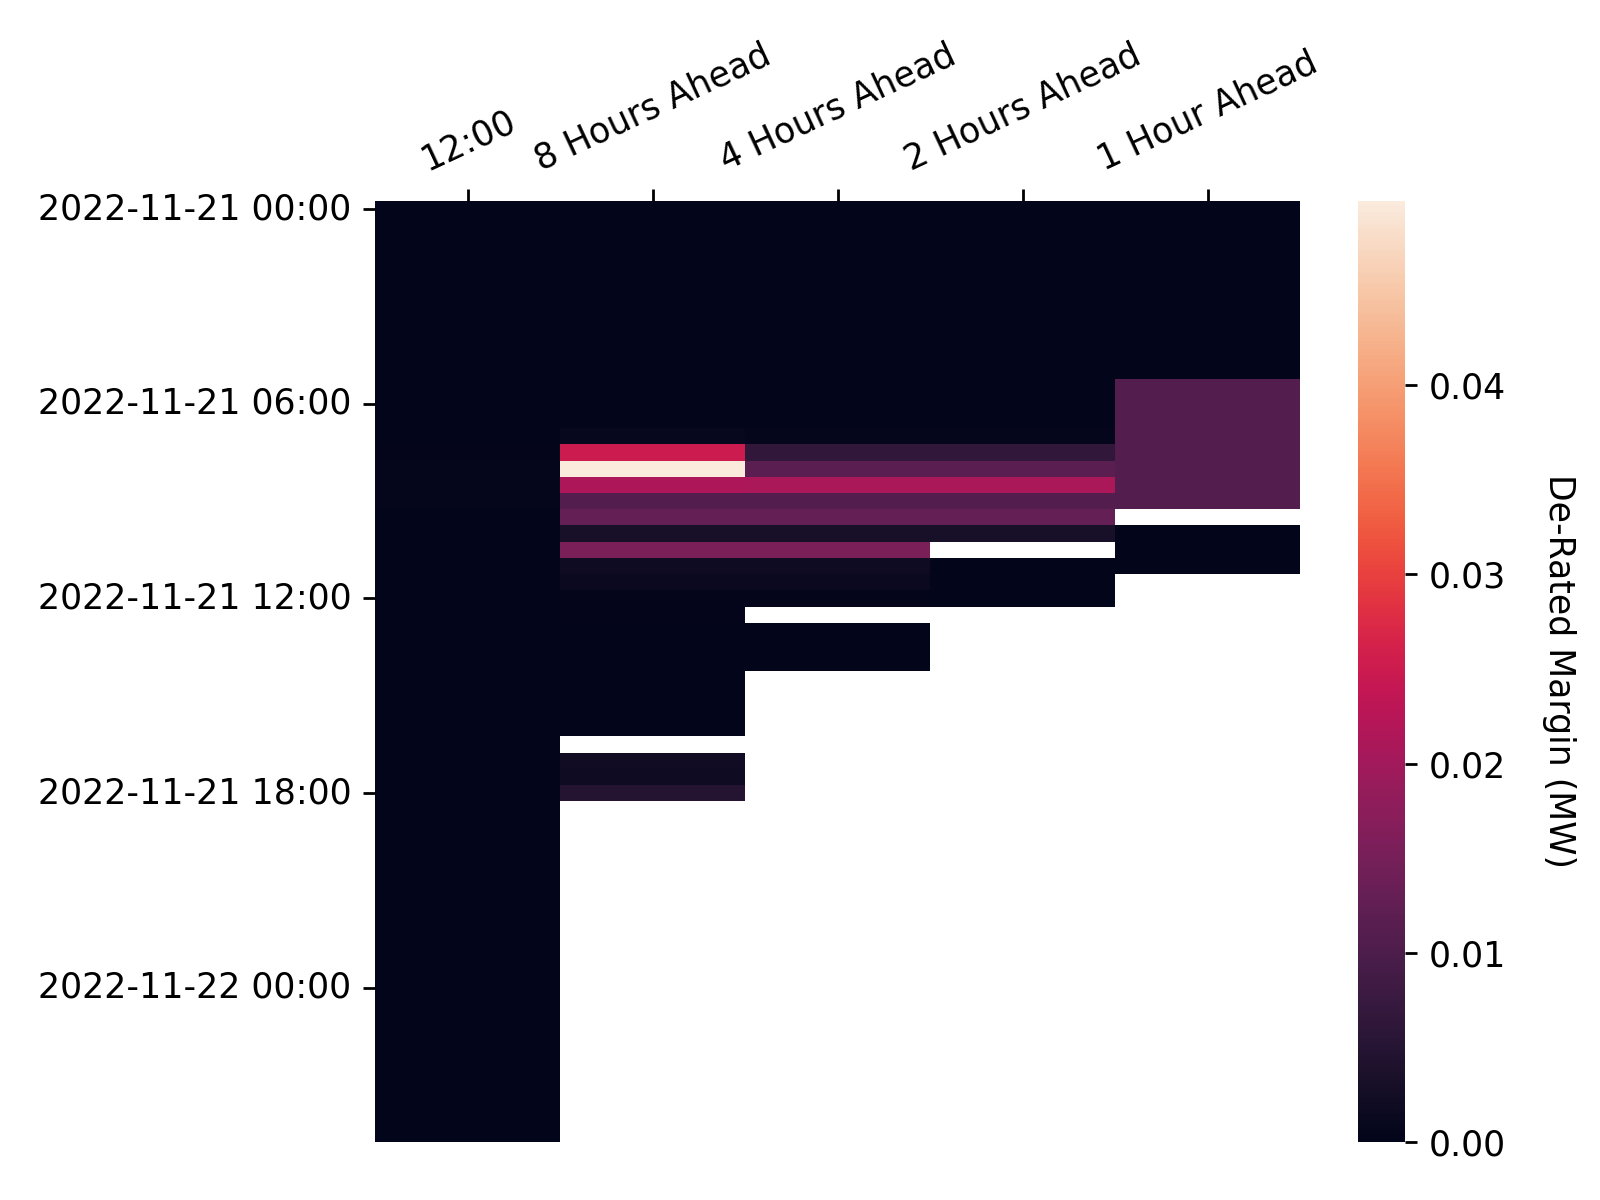 12:00
8 Hours Ahead
4 Hours Ahead
2 Hours Ahead
1 Hour Ahead
2022-11-21 00:00
2022-11-21 06:00
2022-11-21 12:00
2022-11-21 18:00
2022-11-22 00:00
0.04
0.03
0.02
0.01
0.00
De-Rated Margin (MW)